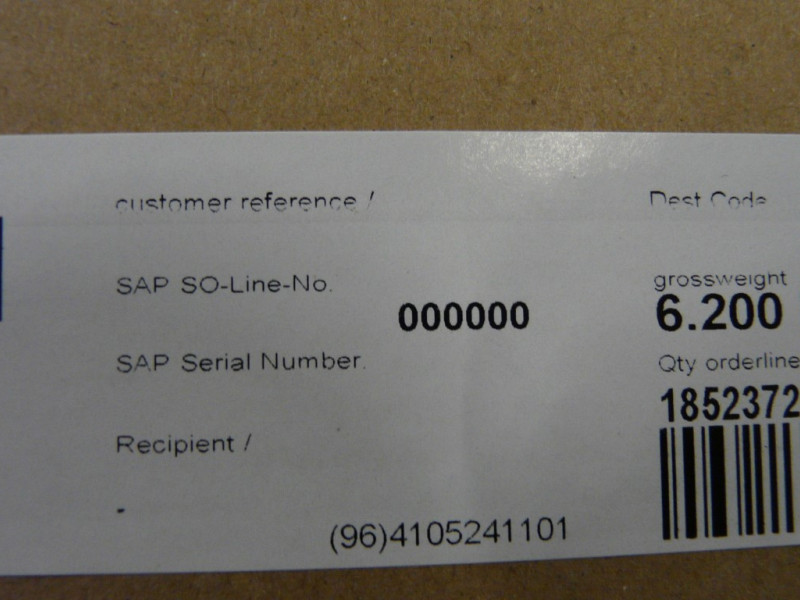 customer reference /
Dest Code
SAP SO-Line-No.
grossweight
000000
6.200
SAP Serial Number.
Qty orderline
1852372
Recipient /
-
(96)4105241101